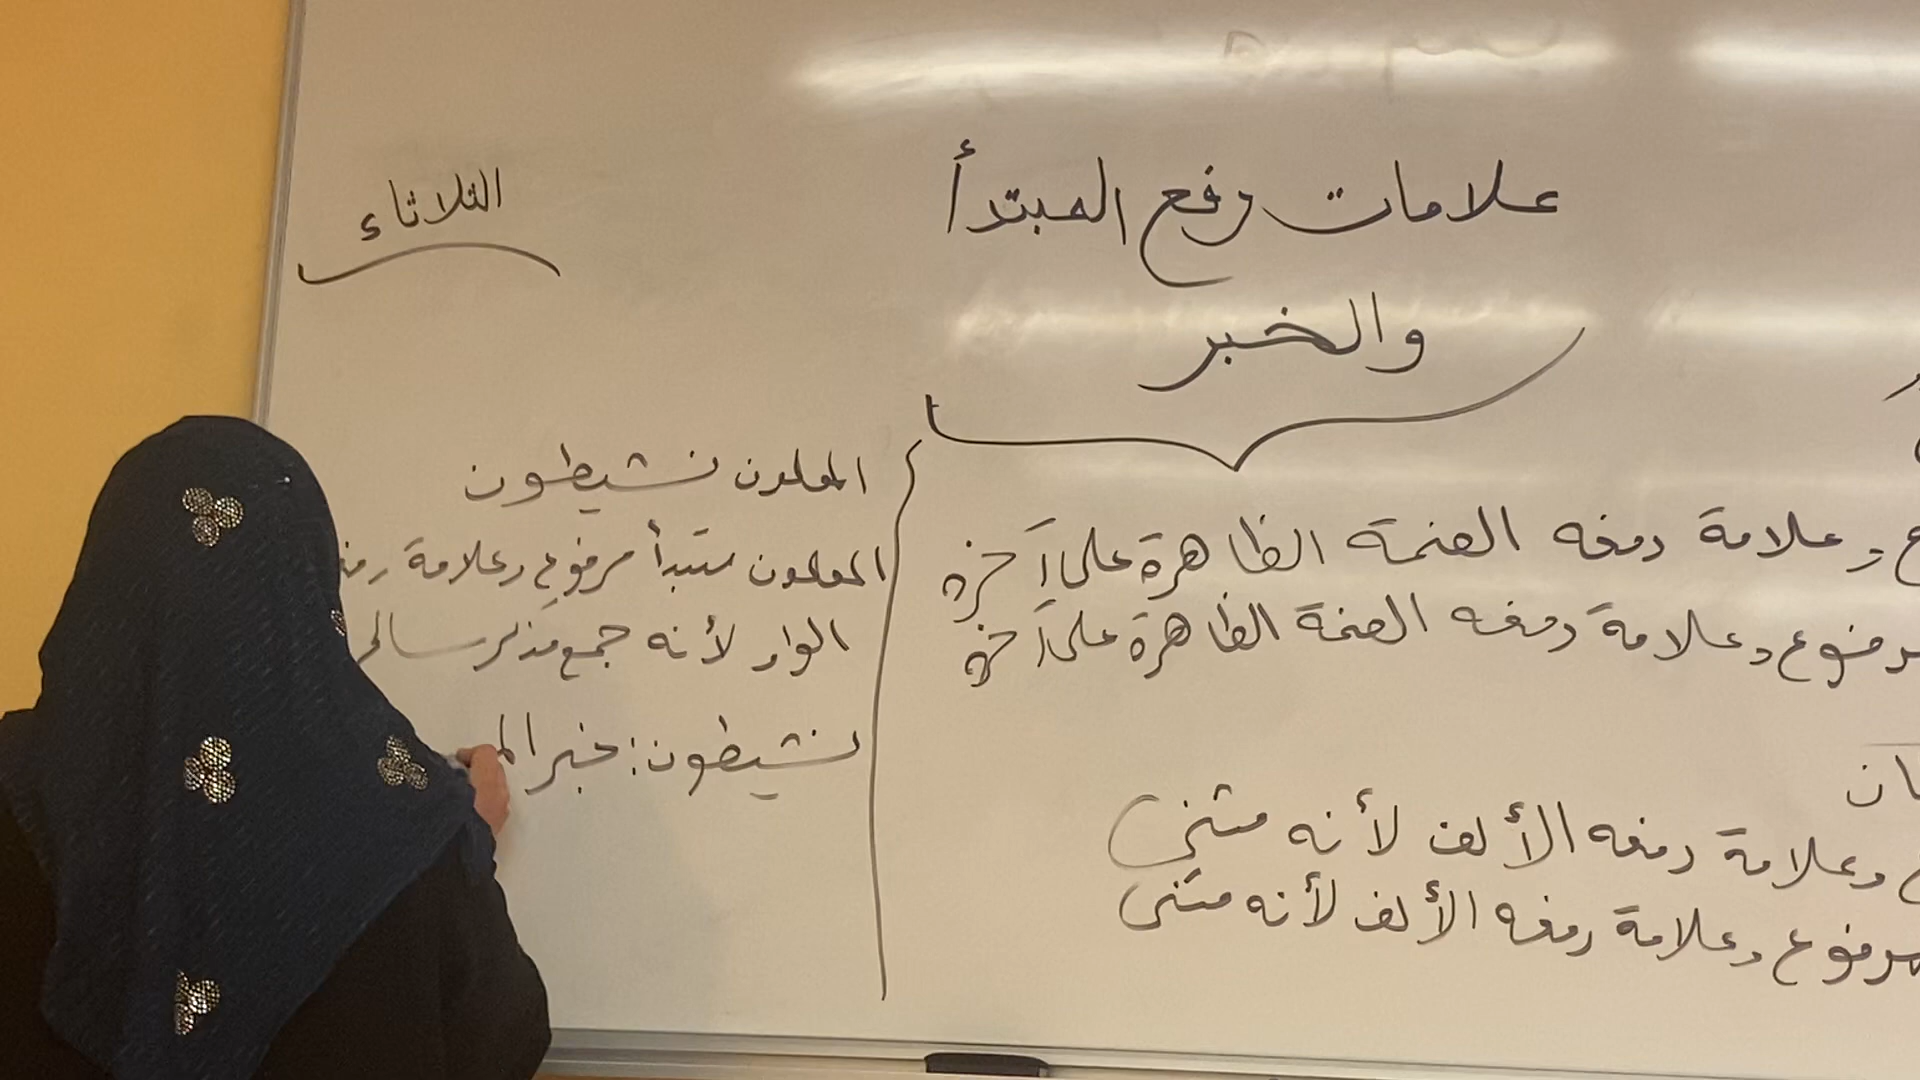 الثلاثاء
علامات رفع المبتدأ
والخبر
وعلامة رفعه الضمة الظاهرة على آخره
مرفوع وعلامة رفعه الضمة الظاهرة على آخره
ان
وعلامة رفعه الألف لأنه مثنى
مرفوع وعلامة رفعه الألف لأنه مثنى
المعلمون نشيطون
المعلمون مبتدأ مرفوع وعلامة رفعه
الواو لأنه جمع مذكر سالم
نشيطون: خبر الم